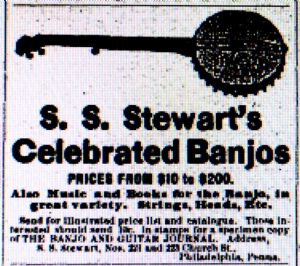 S. S. Stewart's
Celebrated Banjos
PRICES FROM $10 to $200.
Also Music and Books for the Banjo, in
great variety. Strings, Heads, Etc.
Send for illustrated price list and catalogue. Those in-
terested should send 10c. in stamps for a specimen copy
of THE BANJO AND GUITAR JOURNAL. Address,
S. S. Stewart, Nos. 221 and 223 Church St.,
Philadelphia, Penna.